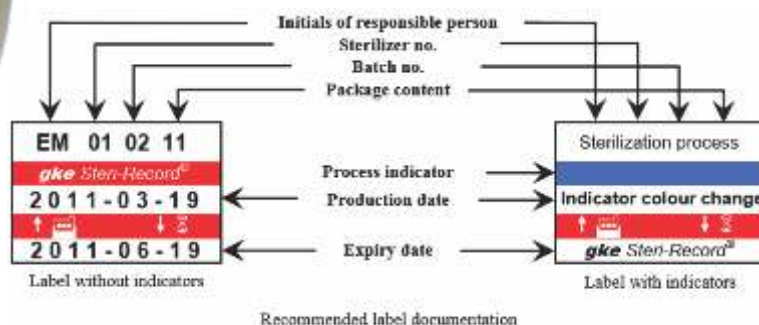 Initials of responsible person
Sterilizer no.
Batch no.
Package content
EM 01 02 11
gke Steri-Record®
2011-03-19
2011-06-19
Label without indicators
Process indicator
Production date
Expiry date
Sterilization process
Indicator colour change
gke Steri-Record®
Label with indicators
Recommended label documentation